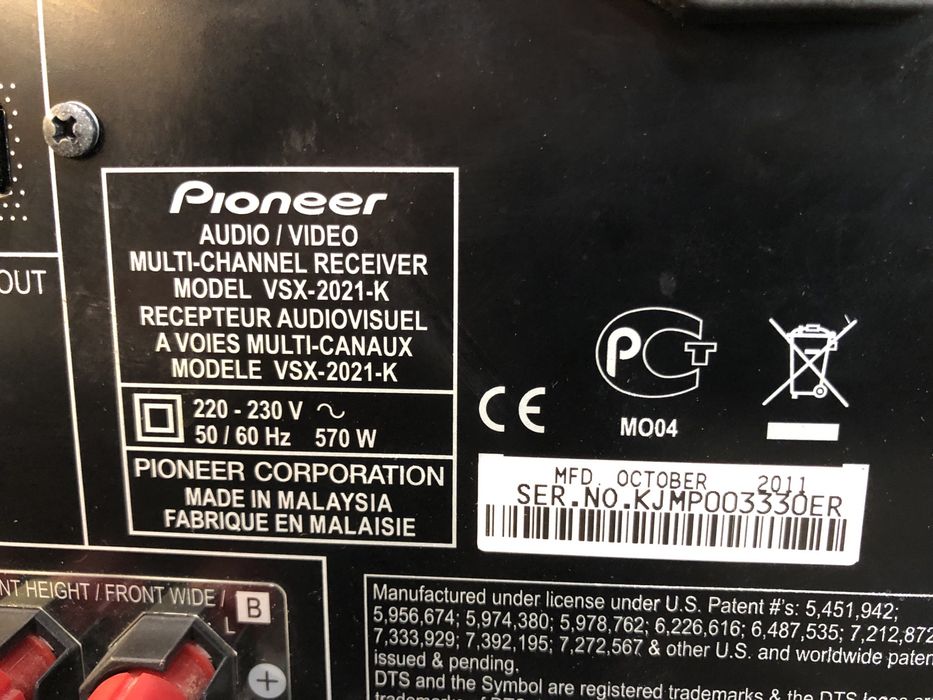 OUT
Pioneer
AUDIO / VIDEO
MULTI-CHANNEL RECEIVER
MODEL VSX-2021-K
RECEPTEUR AUDIOVISUEL
A VOIES MULTI-CANAUX
MODELE VSX-2021-K
220 - 230 V ~
50 / 60 Hz 570 W
PIONEER CORPORATION
MADE IN MALAYSIA
FABRIQUE EN MALAISIE
CE
PCT
MO04
MFD. OCTOBER 2011
SER.NO.KJMP003330ER
NT HEIGHT / FRONT WIDE /
L
B
+
Manufactured under license under U.S. Patent #'s: 5,451,942;
5,956,674; 5,974,380; 5,978,762; 6,226,616; 6,487,535; 7,212,872
7,333,929; 7,392,195; 7,272,567 & other U.S. and worldwide paten
issued & pending.
DTS and the Symbol are registered trademarks & the DTS logos